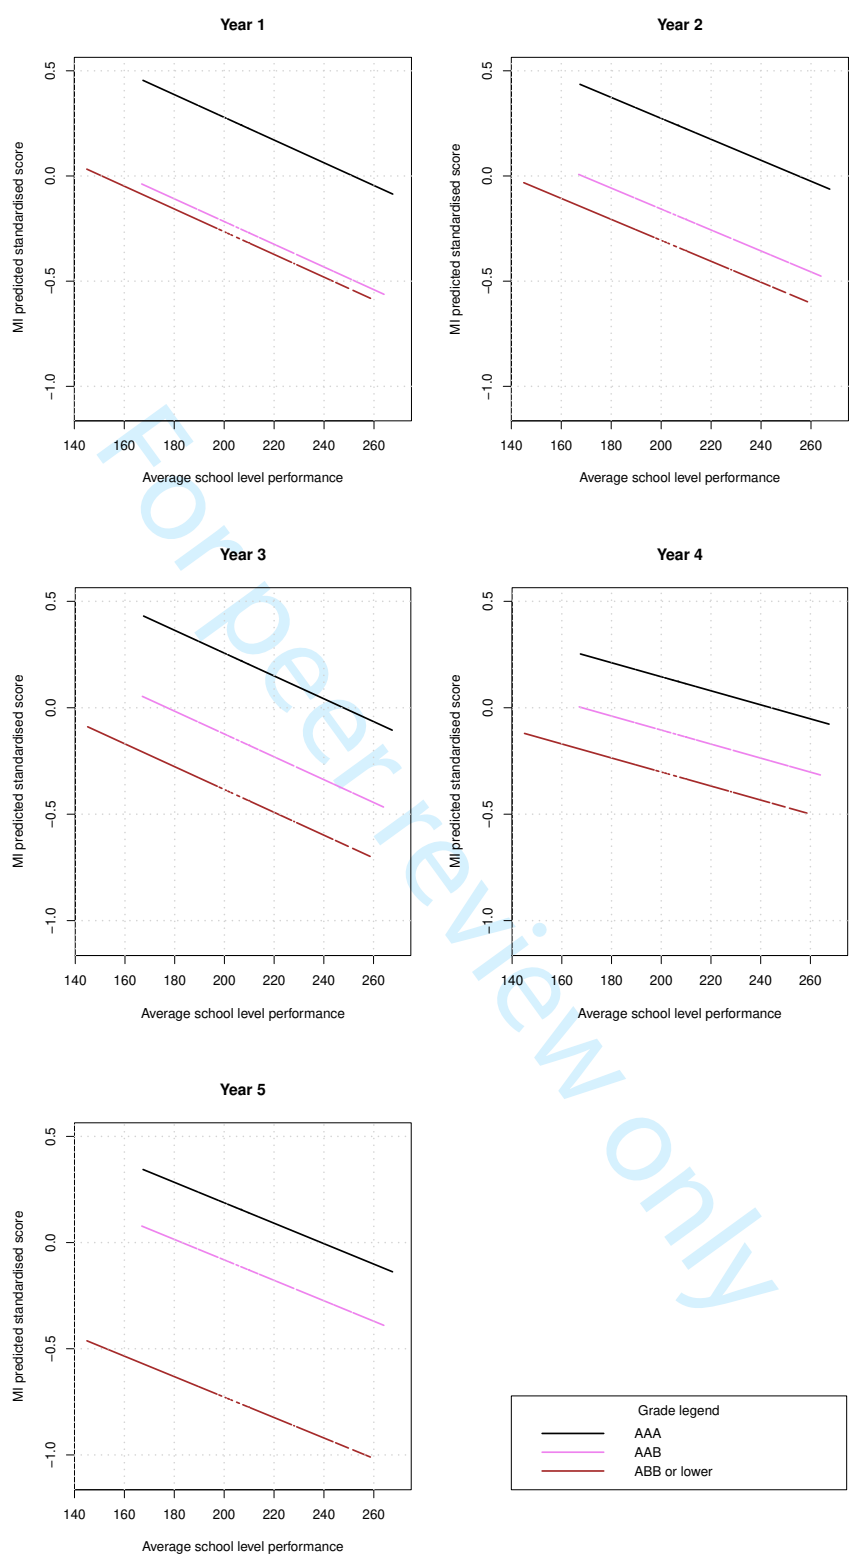 Year 1
0.5
0.0
−0.5
−1.0
MI predicted standardised score
140 160 180 200 220 240 260
Average school level performance
Year 2
0.5
0.0
−0.5
−1.0
MI predicted standardised score
140 160 180 200 220 240 260
Average school level performance
Year 3
0.5
0.0
−0.5
−1.0
MI predicted standardised score
140 160 180 200 220 240 260
Average school level performance
Year 4
0.5
0.0
−0.5
−1.0
MI predicted standardised score
140 160 180 200 220 240 260
Average school level performance
Year 5
0.5
0.0
−0.5
−1.0
MI predicted standardised score
140 160 180 200 220 240 260
Average school level performance
Grade legend
AAA
AAB
ABB or lower
For peer review only